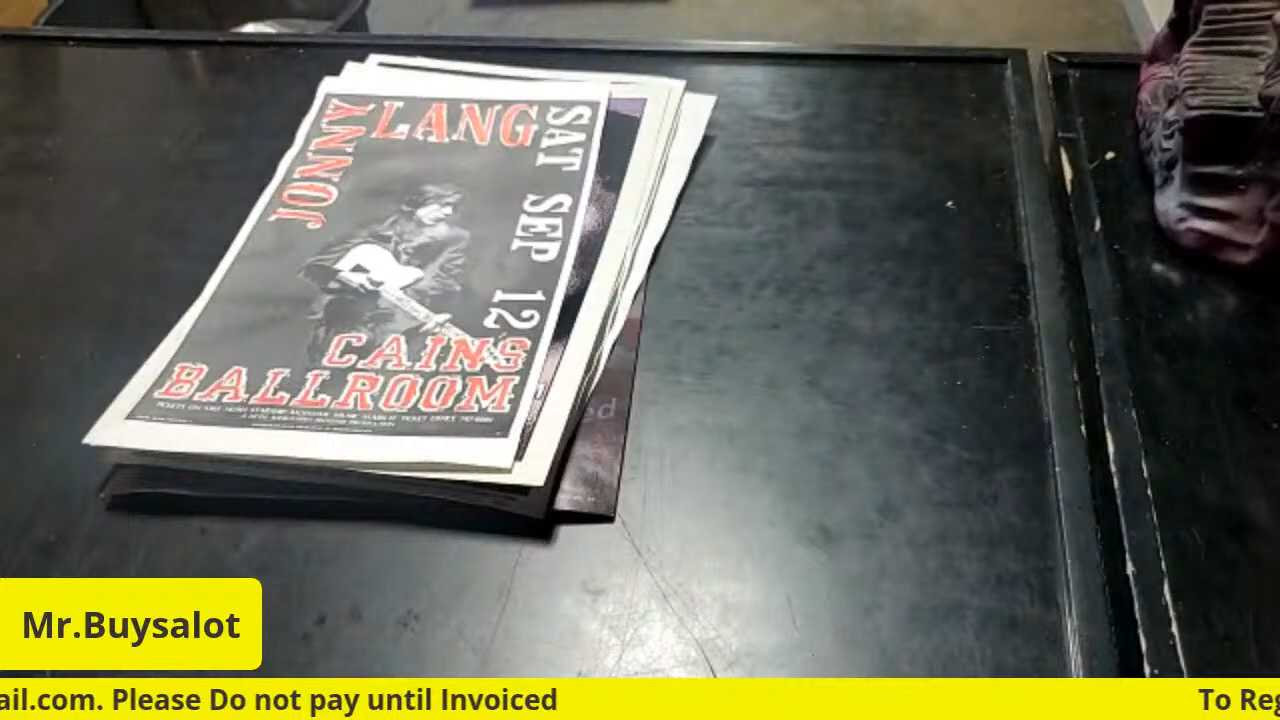 JONNY LANG
SAT SEP 12
CAINS
BALLROOM
ed
Mr.Buysalot
ail.com. Please Do not pay until Invoiced
To Reg